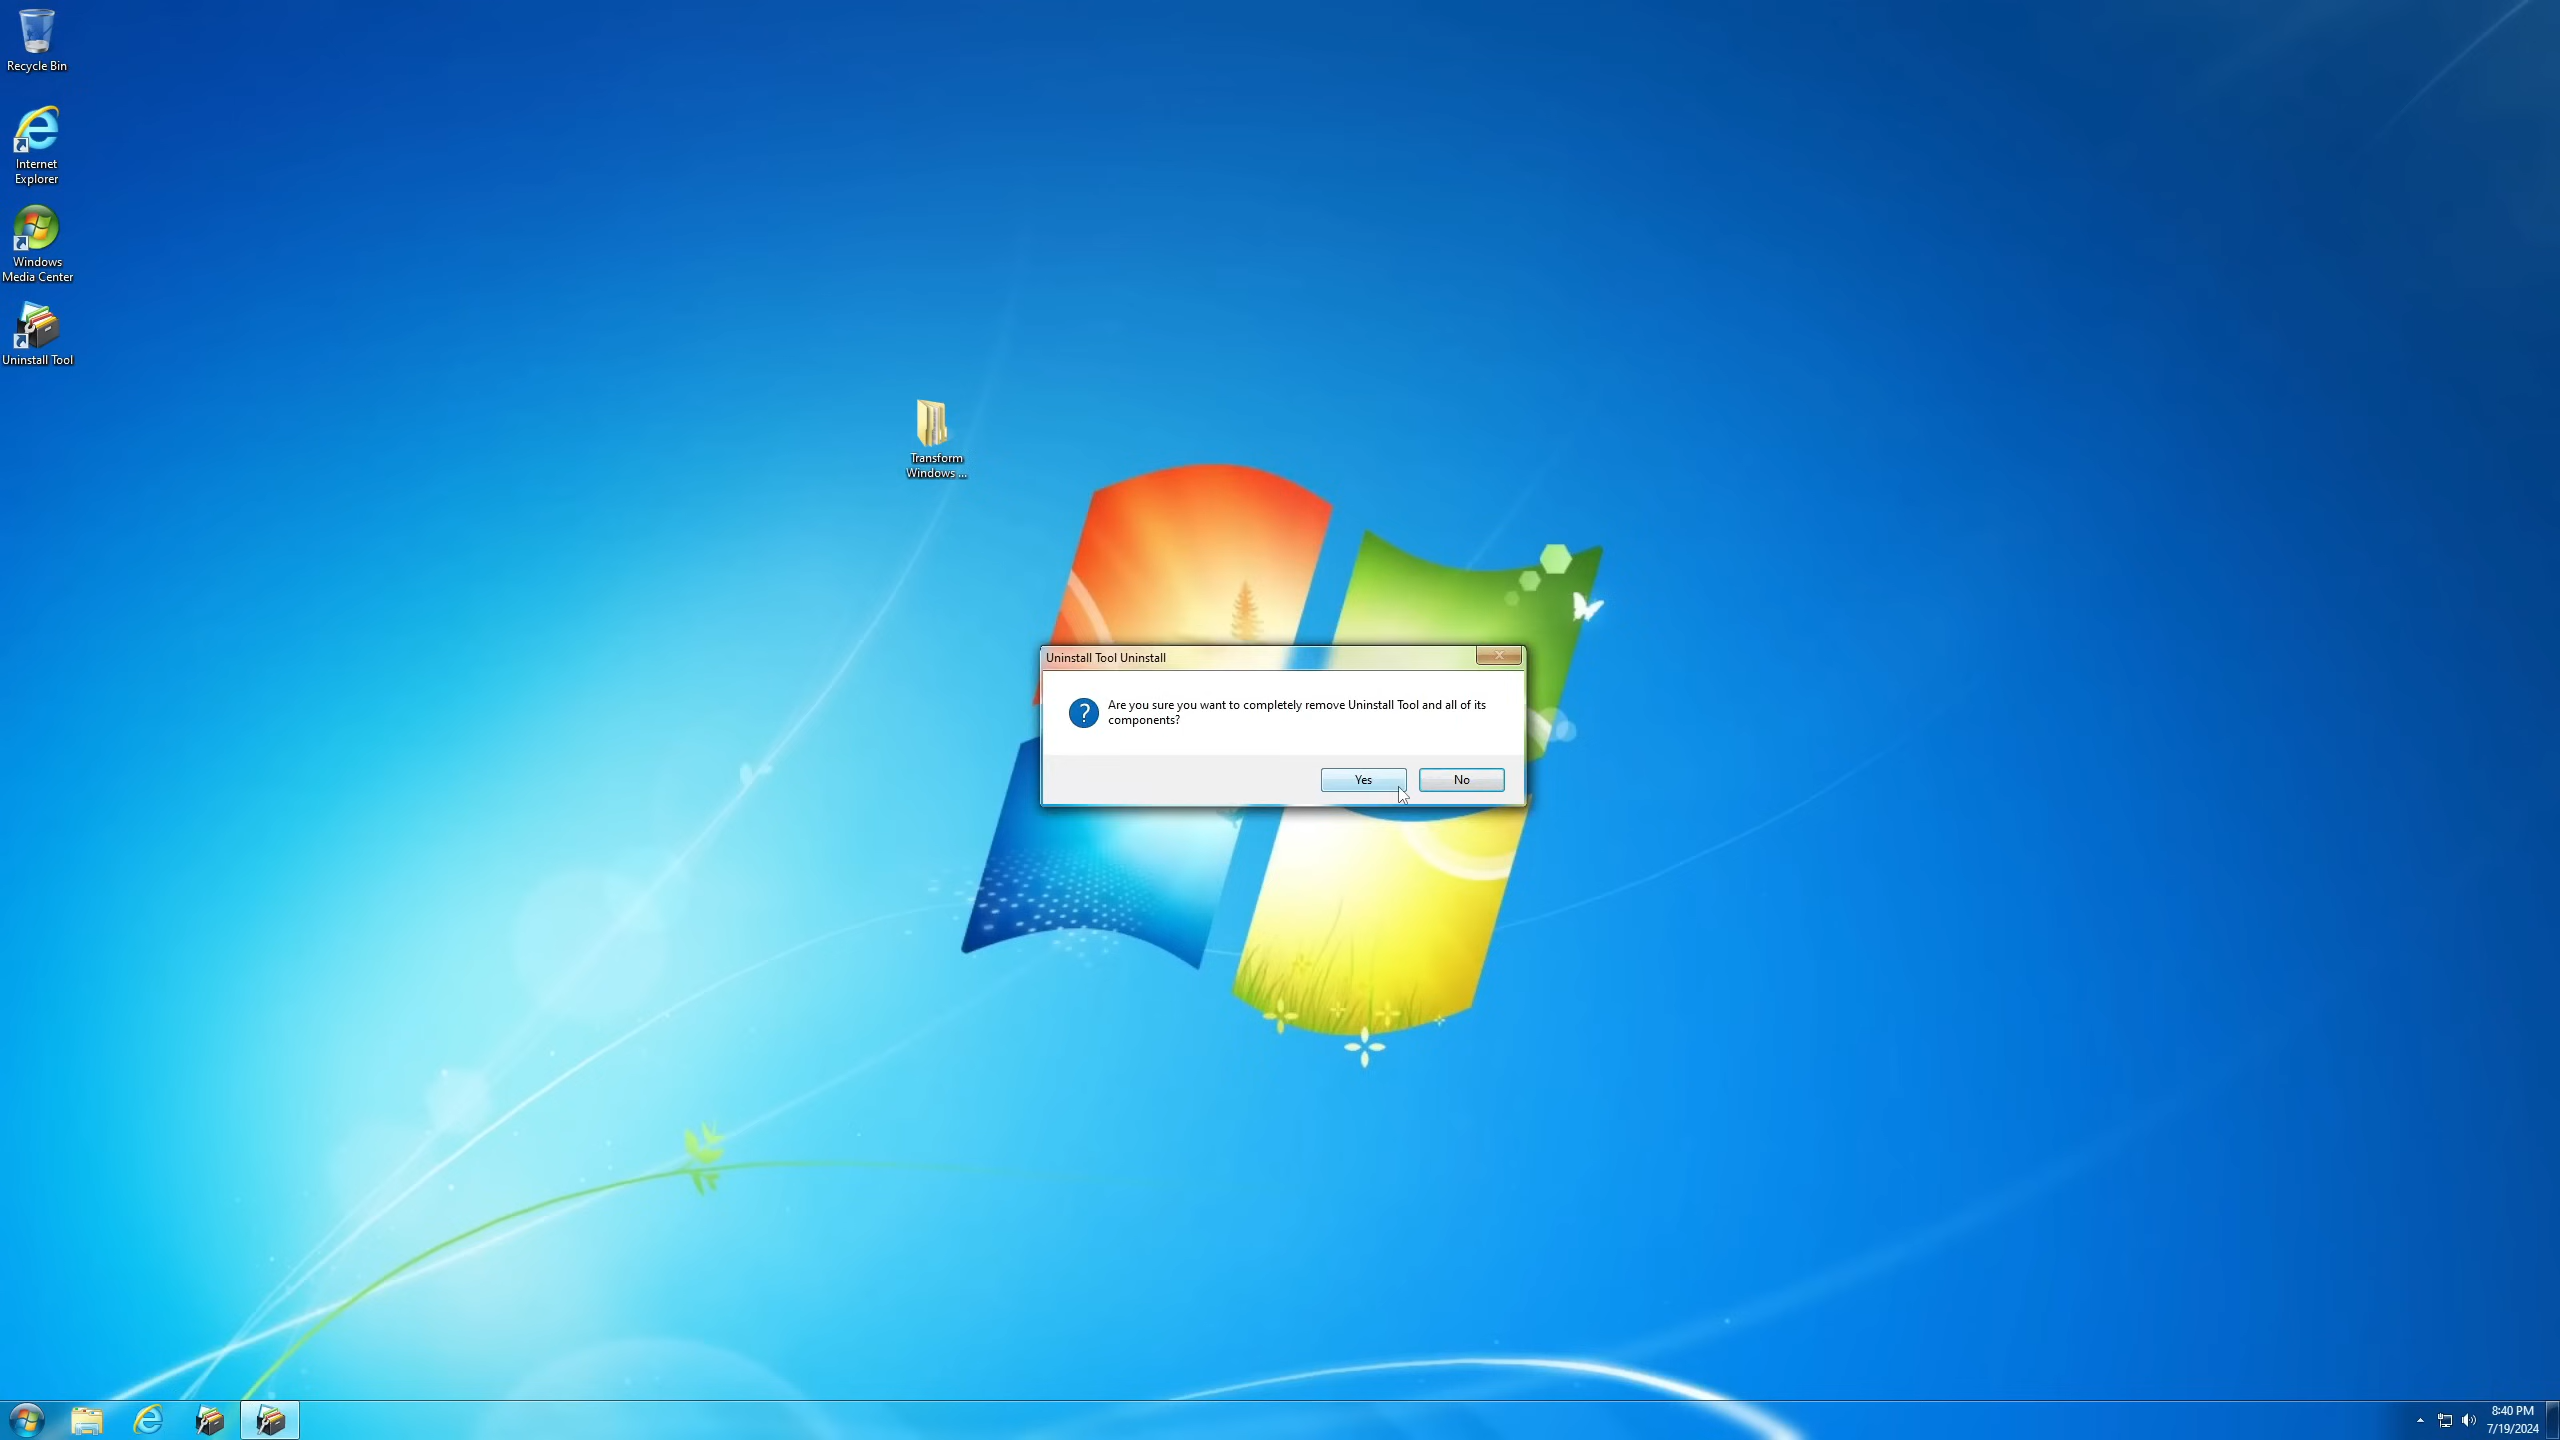 Recycle Bin
Internet
Explorer
Windows
Media Center
Uninstall Tool
Transform
Windows ...
Uninstall Tool Uninstall
Are you sure you want to completely remove Uninstall Tool and all of its
components?
Yes
No
8:40 PM
7/19/2024